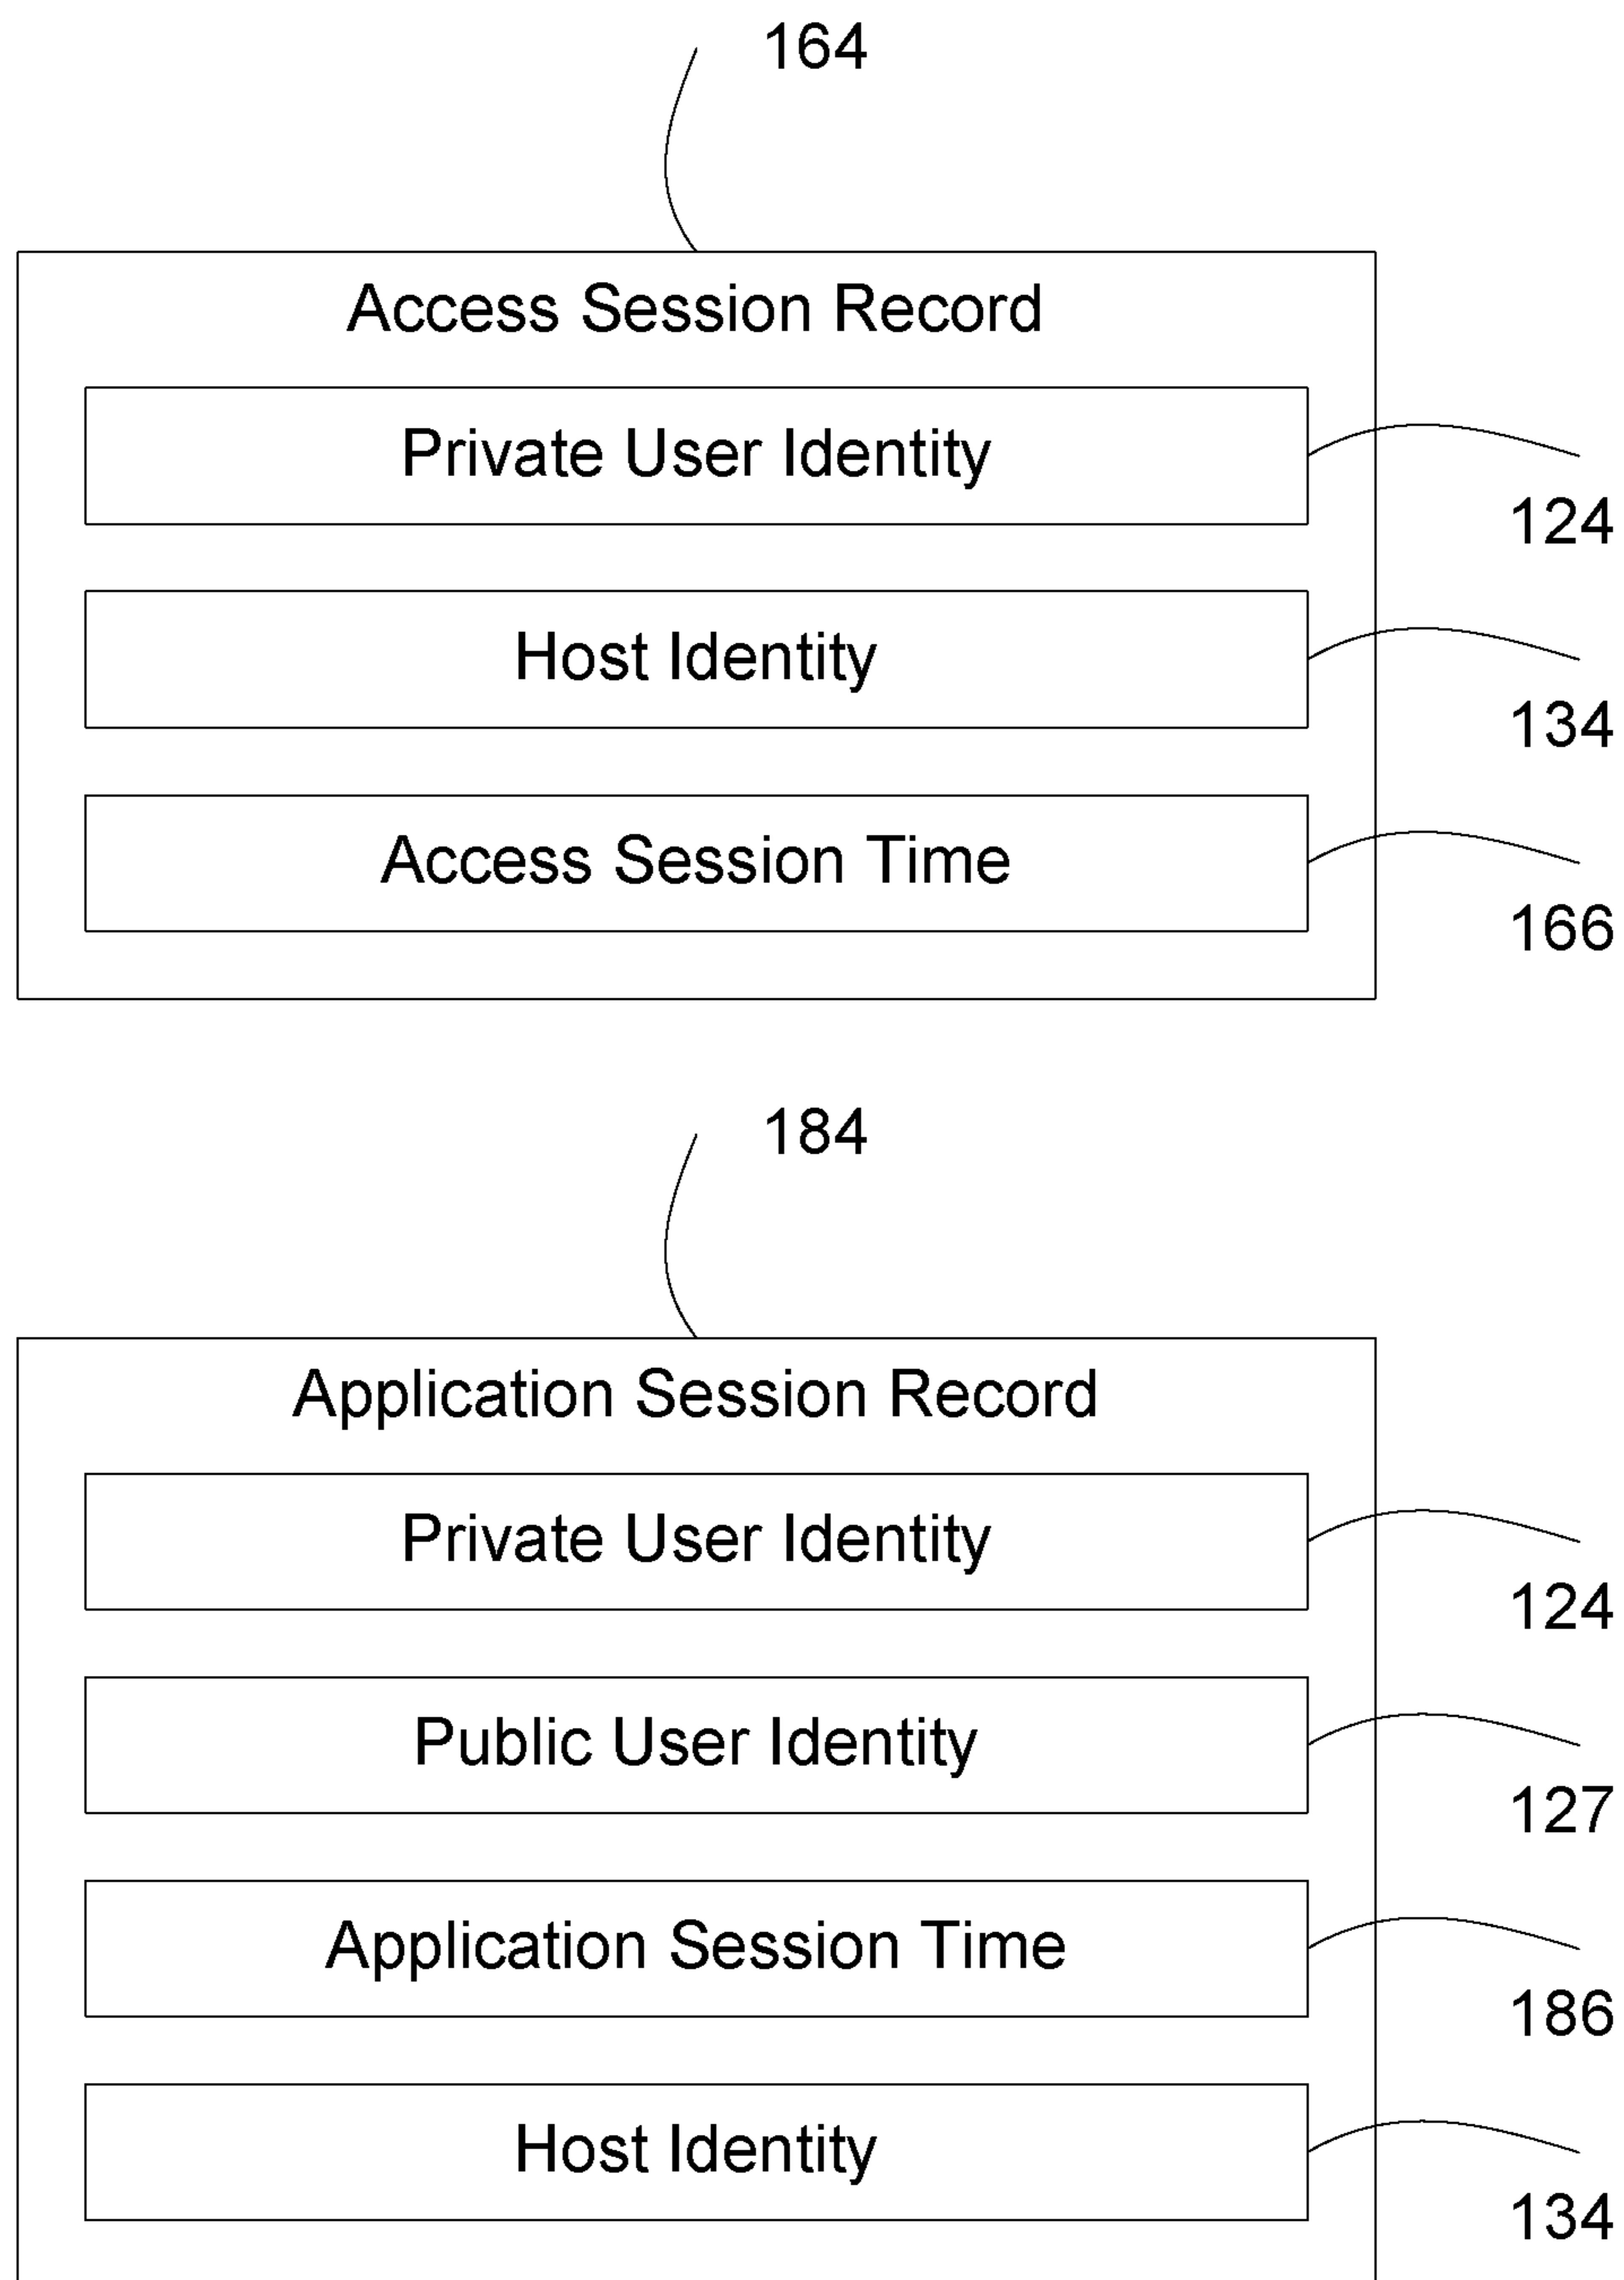 164
Access Session Record
Private User Identity
124
Host Identity
134
Access Session Time
166
184
Application Session Record
Private User Identity
124
Public User Identity
127
Application Session Time
186
Host Identity
134